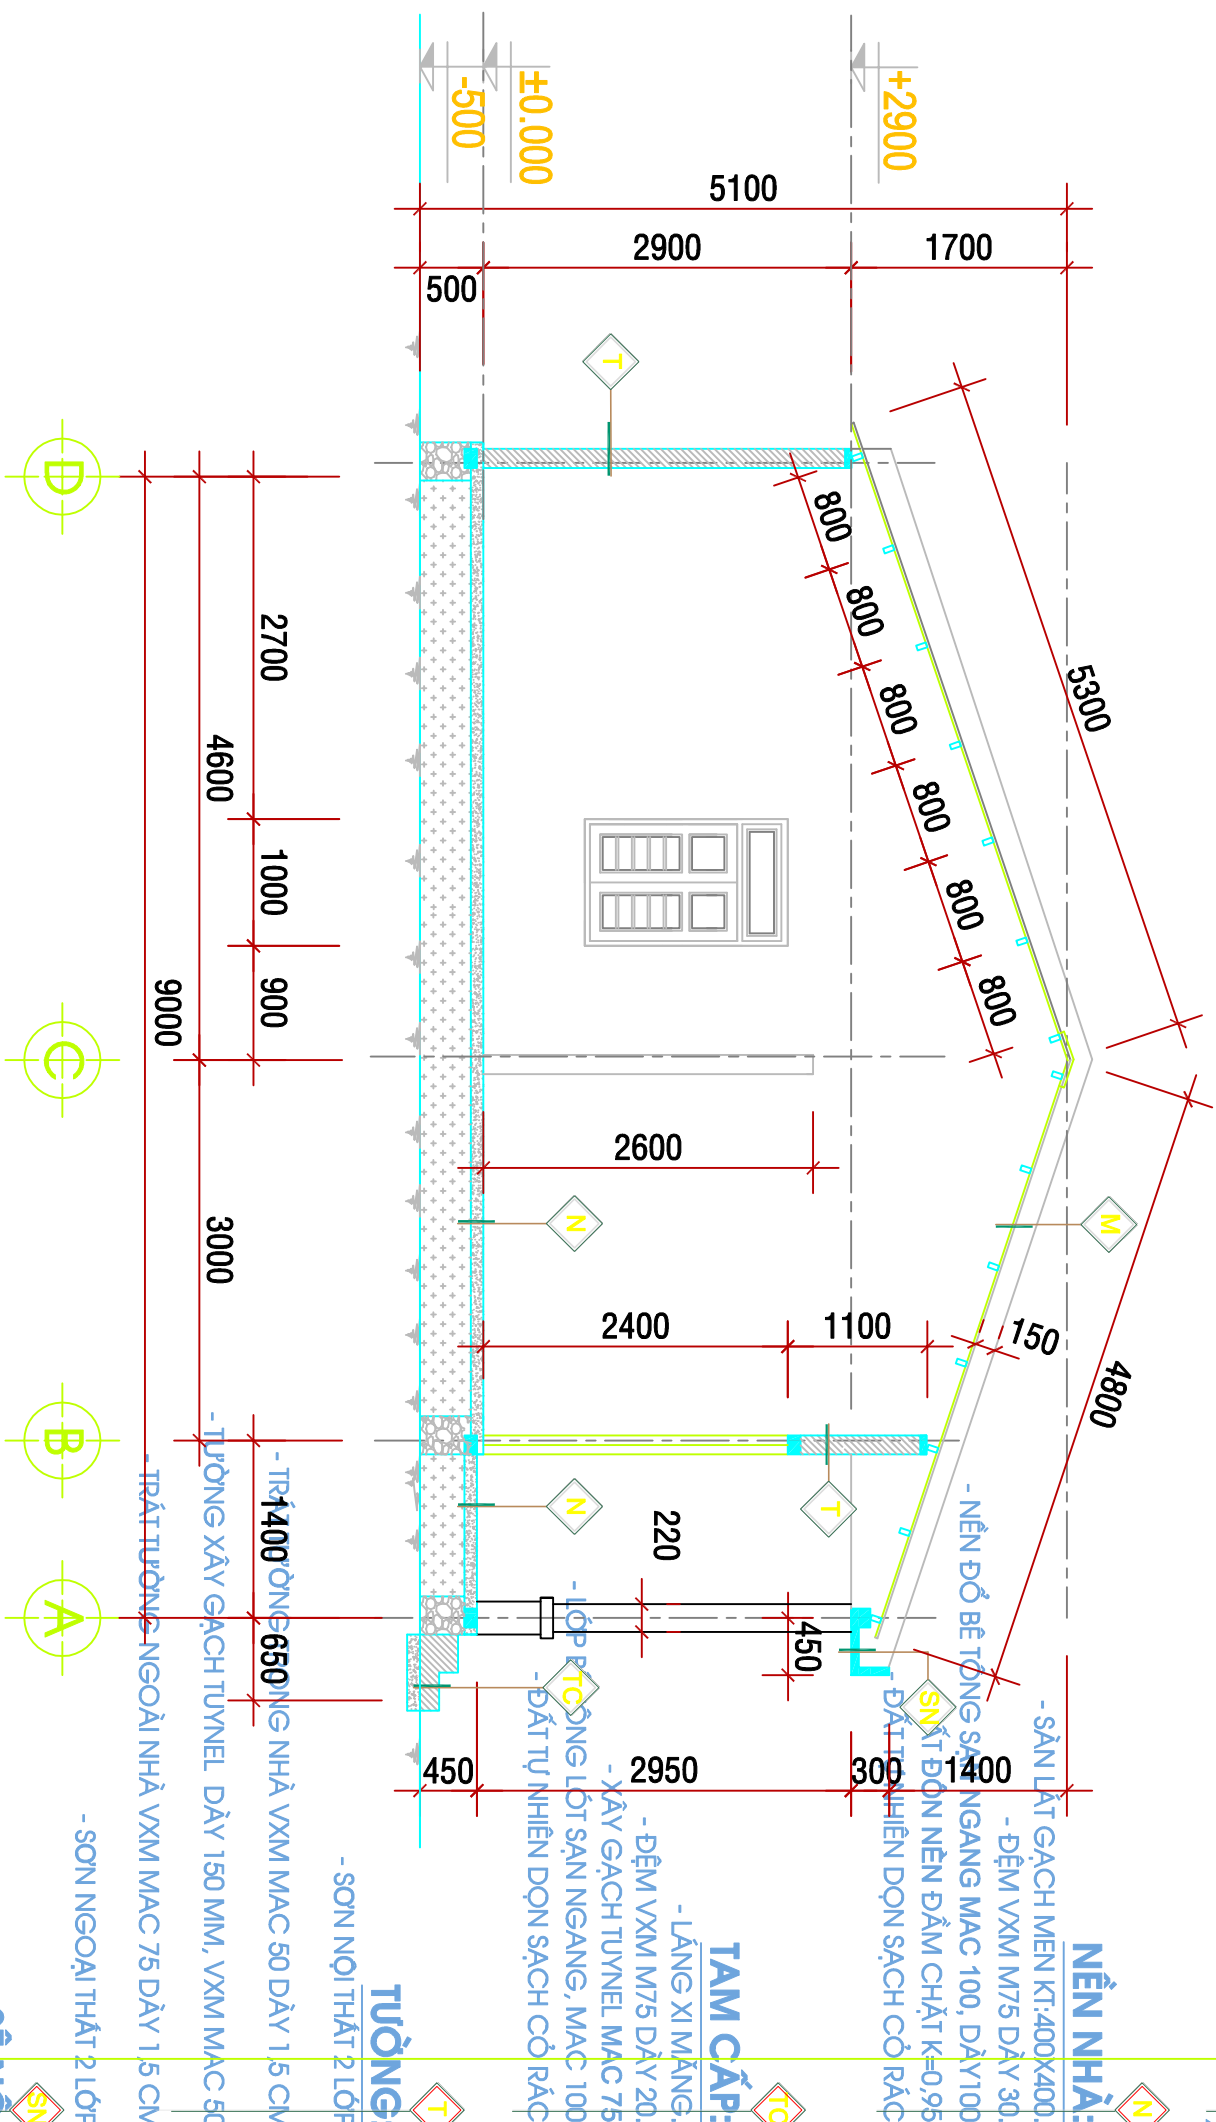 +2900
±0.000
-500
5100
1700
2900
500
5300
4800
800
800
800
800
800
800
T
M
N
N
T
TC
SN
2600
2400
1100
150
220
450
1400
300
2950
450
2700
1000
900
1400
650
4600
3000
9000
D
C
B
A
NỀN NHÀ:
- SÀN LÁT GẠCH MEN KT:400X400.
- ĐỆM VXM M75 DÀY 30.
- NỀN ĐỔ BÊ TÔNG SẠN NGANG MAC 100, DÀY100
ĐÔN NỀN ĐẦM CHẶT K=0,95
- ĐẤT TỰ NHIÊN DỌN SẠCH CỎ RÁC
TAM CẤP:
- LÁNG XI MĂNG.
- ĐỆM VXM M75 DÀY 20.
- XÂY GẠCH TUYNEL MAC 75
- LỚP BÊ TÔNG LÓT SẠN NGANG, MAC 100
- ĐẤT TỰ NHIÊN DỌN SẠCH CỎ RÁC
TƯỜNG
- SƠN NỘI THẤT 2 LỚP
- TRÁT TƯỜNG TRONG NHÀ VXM MAC 50 DÀY 1,5 CM
- TƯỜNG XÂY GẠCH TUYNEL DÀY 150 MM, VXM MAC 50
- TRÁT TƯỜNG NGOÀI NHÀ VXM MAC 75 DÀY 1,5 CM
- SƠN NGOẠI THẤT 2 LỚP
N
TC
T
SN